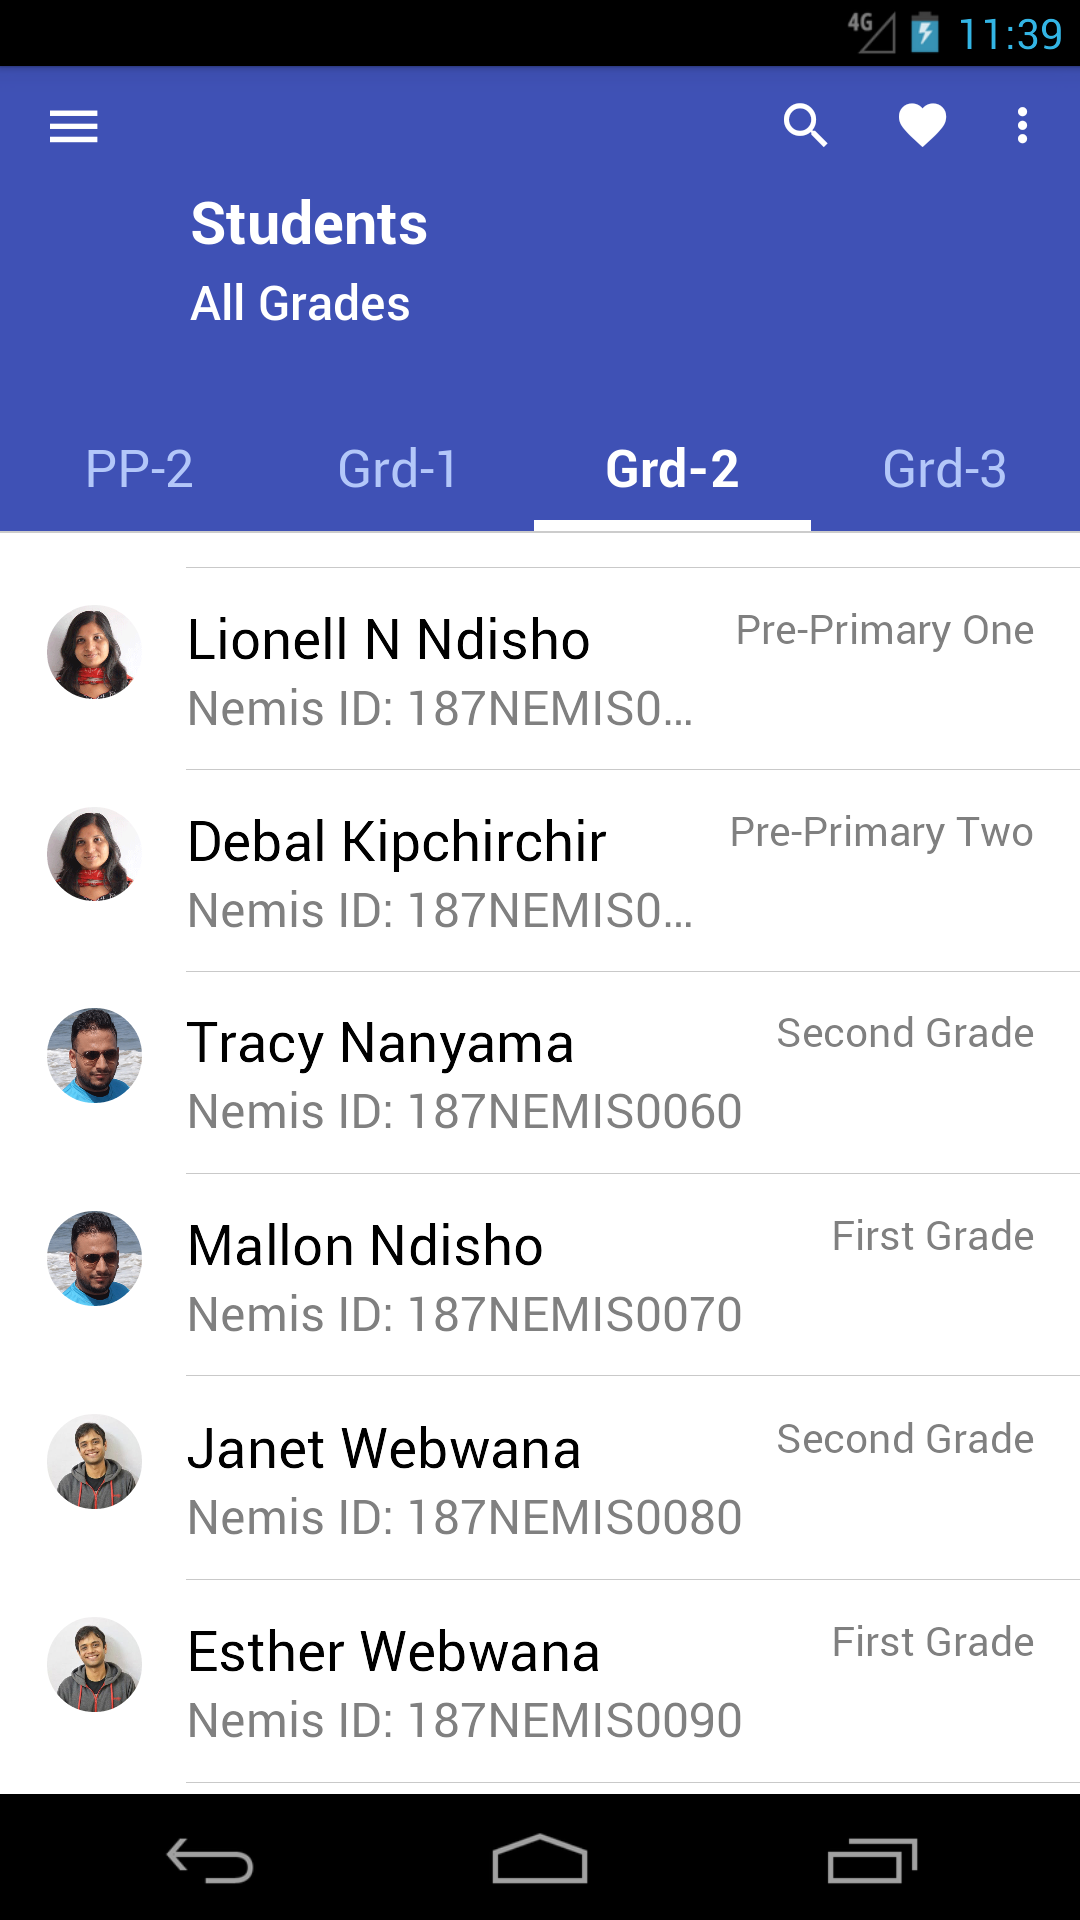 4G 11:39
Students
All Grades
PP-2 Grd-1 Grd-2 Grd-3
Lionell N Ndisho Pre-Primary One
Nemis ID: 187NEMIS0...
Debal Kipchirchir Pre-Primary Two
Nemis ID: 187NEMIS0...
Tracy Nanyama Second Grade
Nemis ID: 187NEMIS0060
Mallon Ndisho First Grade
Nemis ID: 187NEMIS0070
Janet Webwana Second Grade
Nemis ID: 187NEMIS0080
Esther Webwana First Grade
Nemis ID: 187NEMIS0090